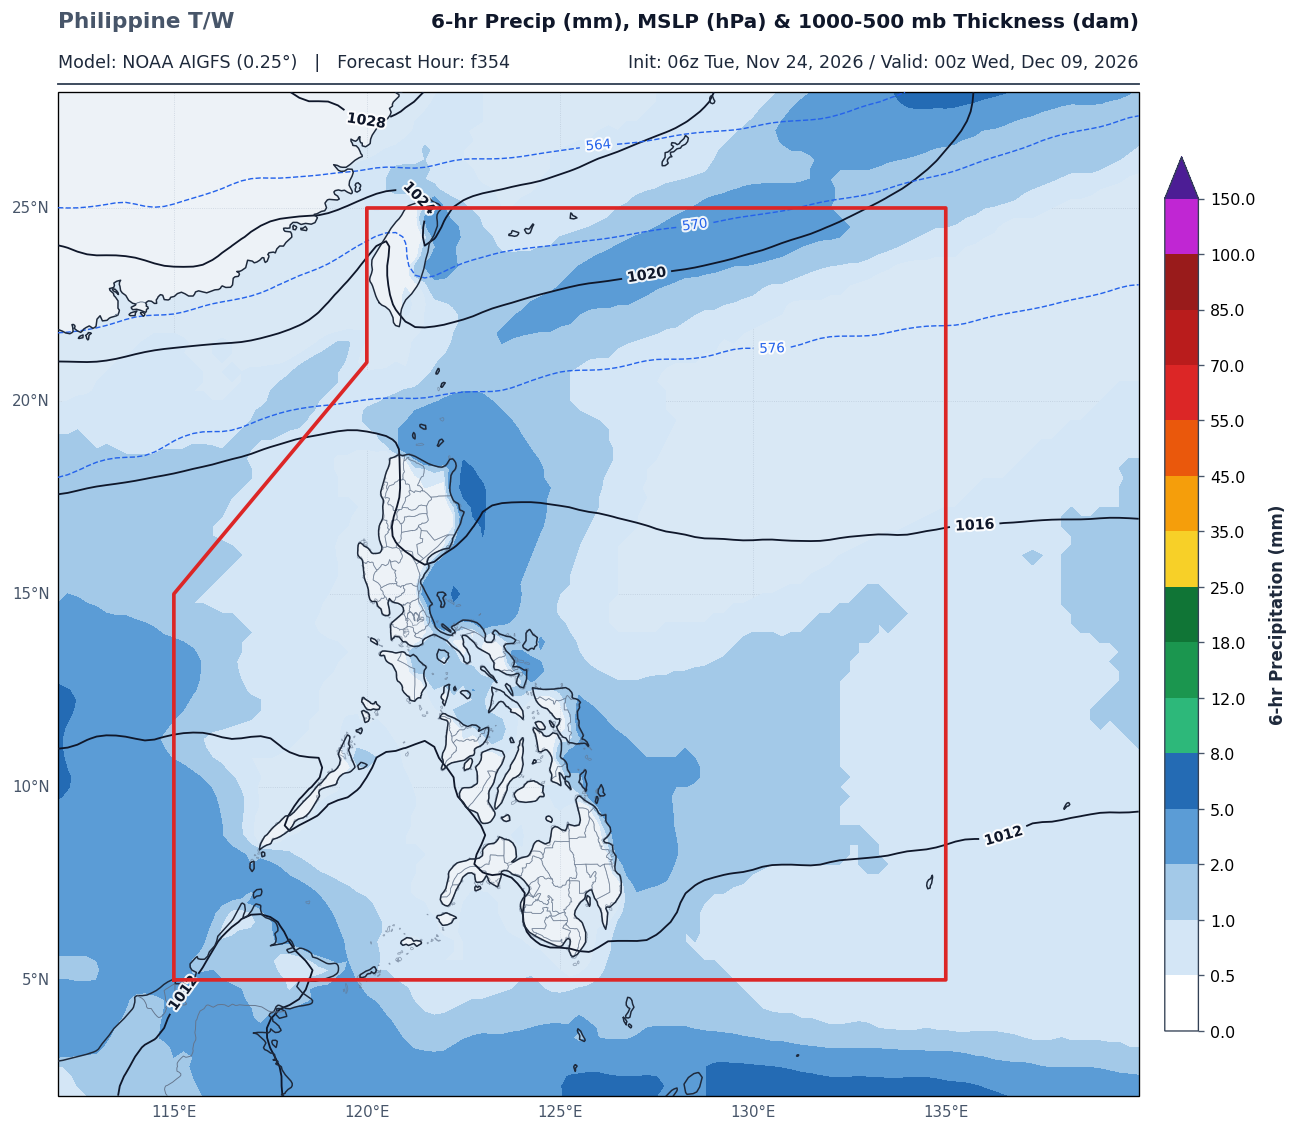 Philippine T/W
6-hr Precip (mm), MSLP (hPa) & 1000-500 mb Thickness (dam)
Model: NOAA AIGFS (0.25°) | Forecast Hour: f354
Init: 06z Tue, Nov 24, 2026 / Valid: 00z Wed, Dec 09, 2026
1028
564
1024
570
1020
576
1016
1012
1012
25°N
20°N
15°N
10°N
5°N
115°E
120°E
125°E
130°E
135°E
150.0
100.0
85.0
70.0
55.0
45.0
35.0
25.0
18.0
12.0
8.0
5.0
2.0
1.0
0.5
0.0
6-hr Precipitation (mm)